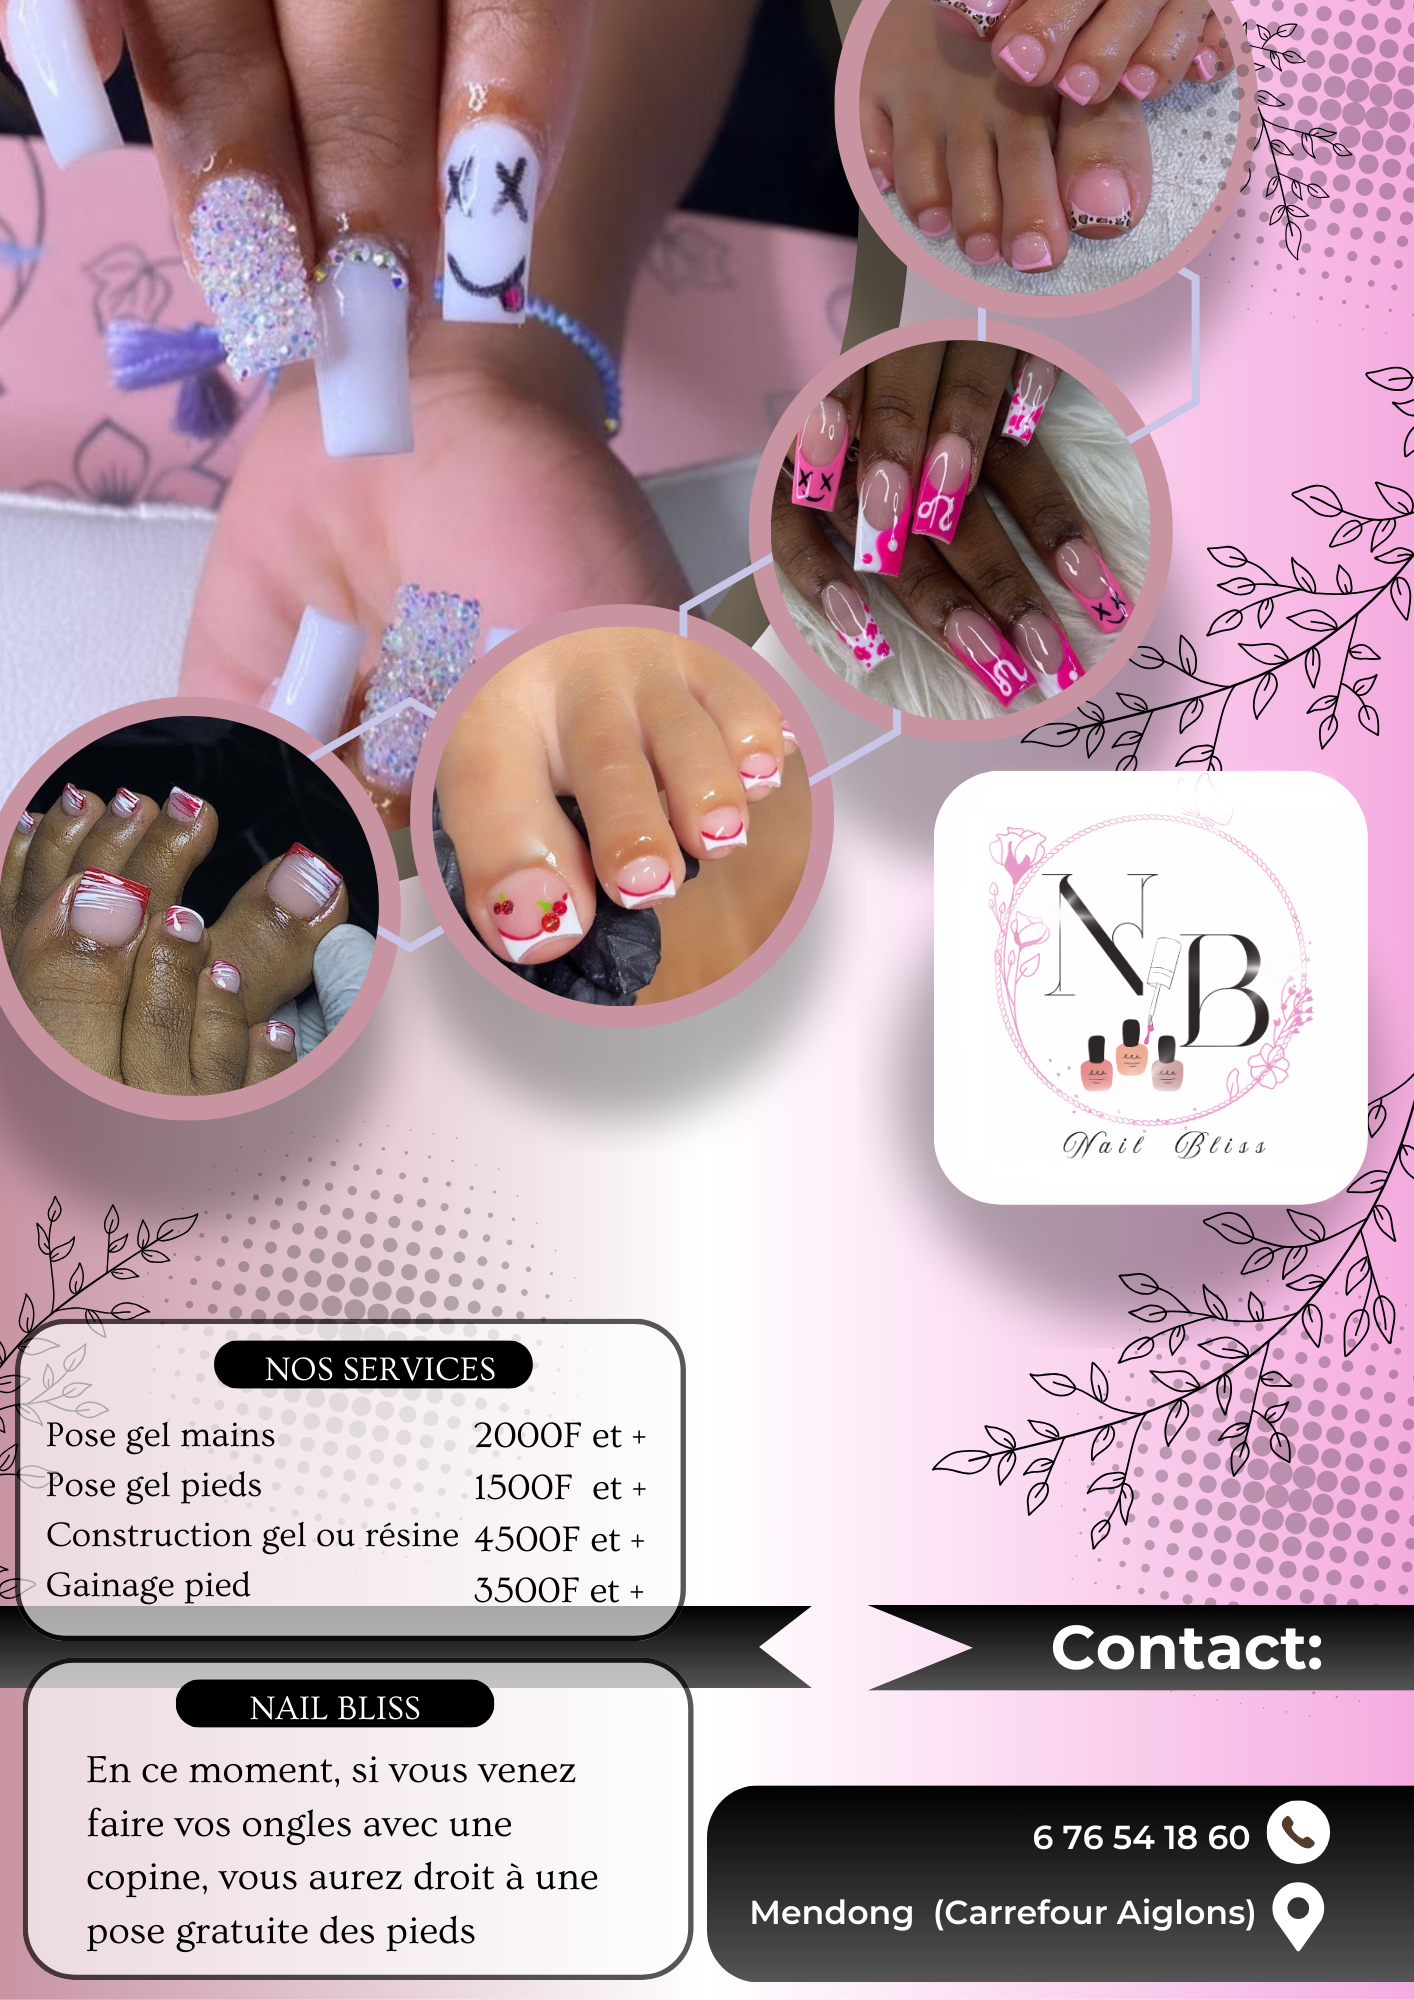 NB
Nail Bliss
NOS SERVICES
Pose gel mains 2000F et +
Pose gel pieds 1500F et +
Construction gel ou résine 4500F et +
Gainage pied 3500F et +
Contact:
NAIL BLISS
En ce moment, si vous venez
faire vos ongles avec une
copine, vous aurez droit à une
pose gratuite des pieds
6 76 54 18 60
Mendong (Carrefour Aiglons)